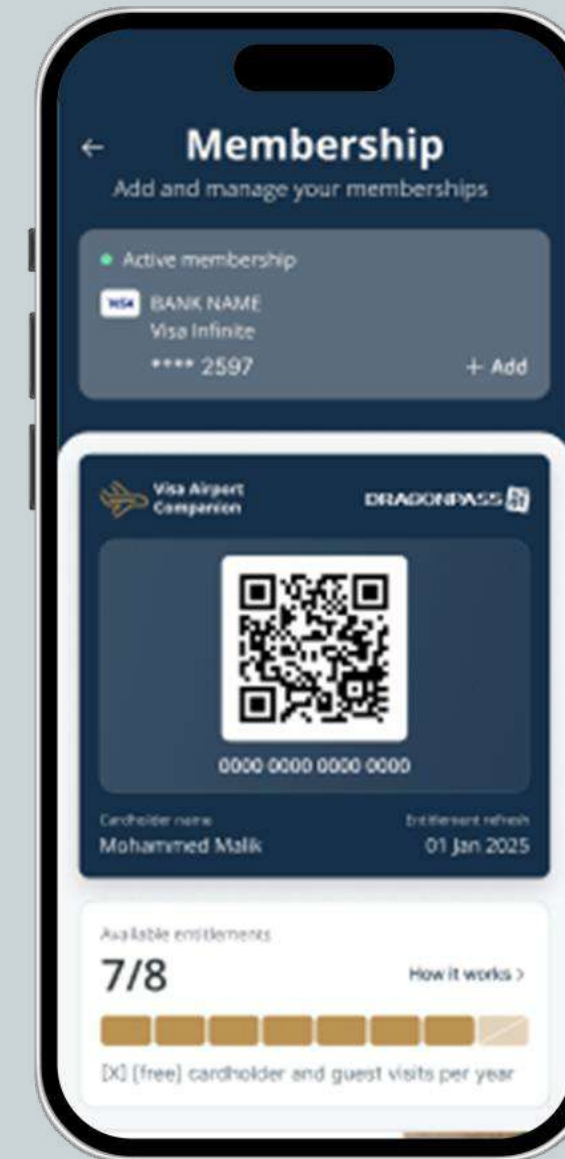 Membership
Add and manage your memberships
Active membership
VISA BANK NAME
Visa Infinite
**** 2597
+ Add
Visa Airport
Companion
DRAGONPASS
0000 0000 0000 0000
Cardholder name
Entitlement refresh
Mohammed Malik
01 Jan 2025
Available entitlements
7/8
How it works >
[X] [free] cardholder and guest visits per year